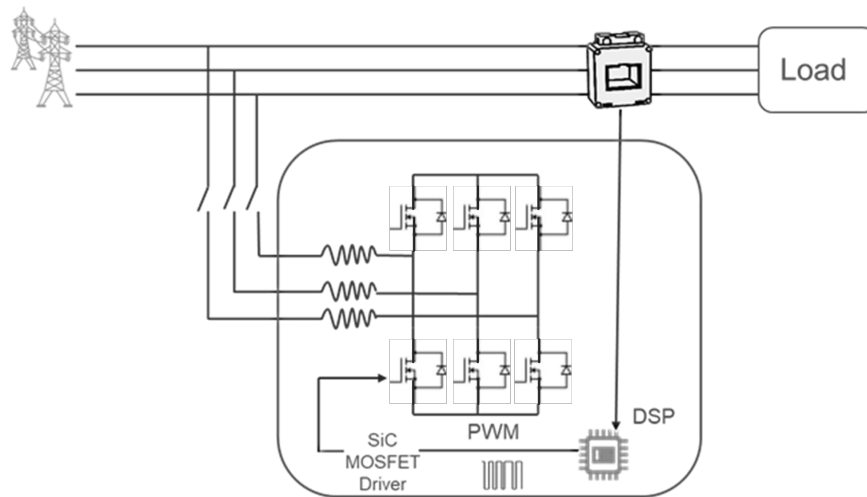 Load
DSP
PWM
SiC
MOSFET
Driver